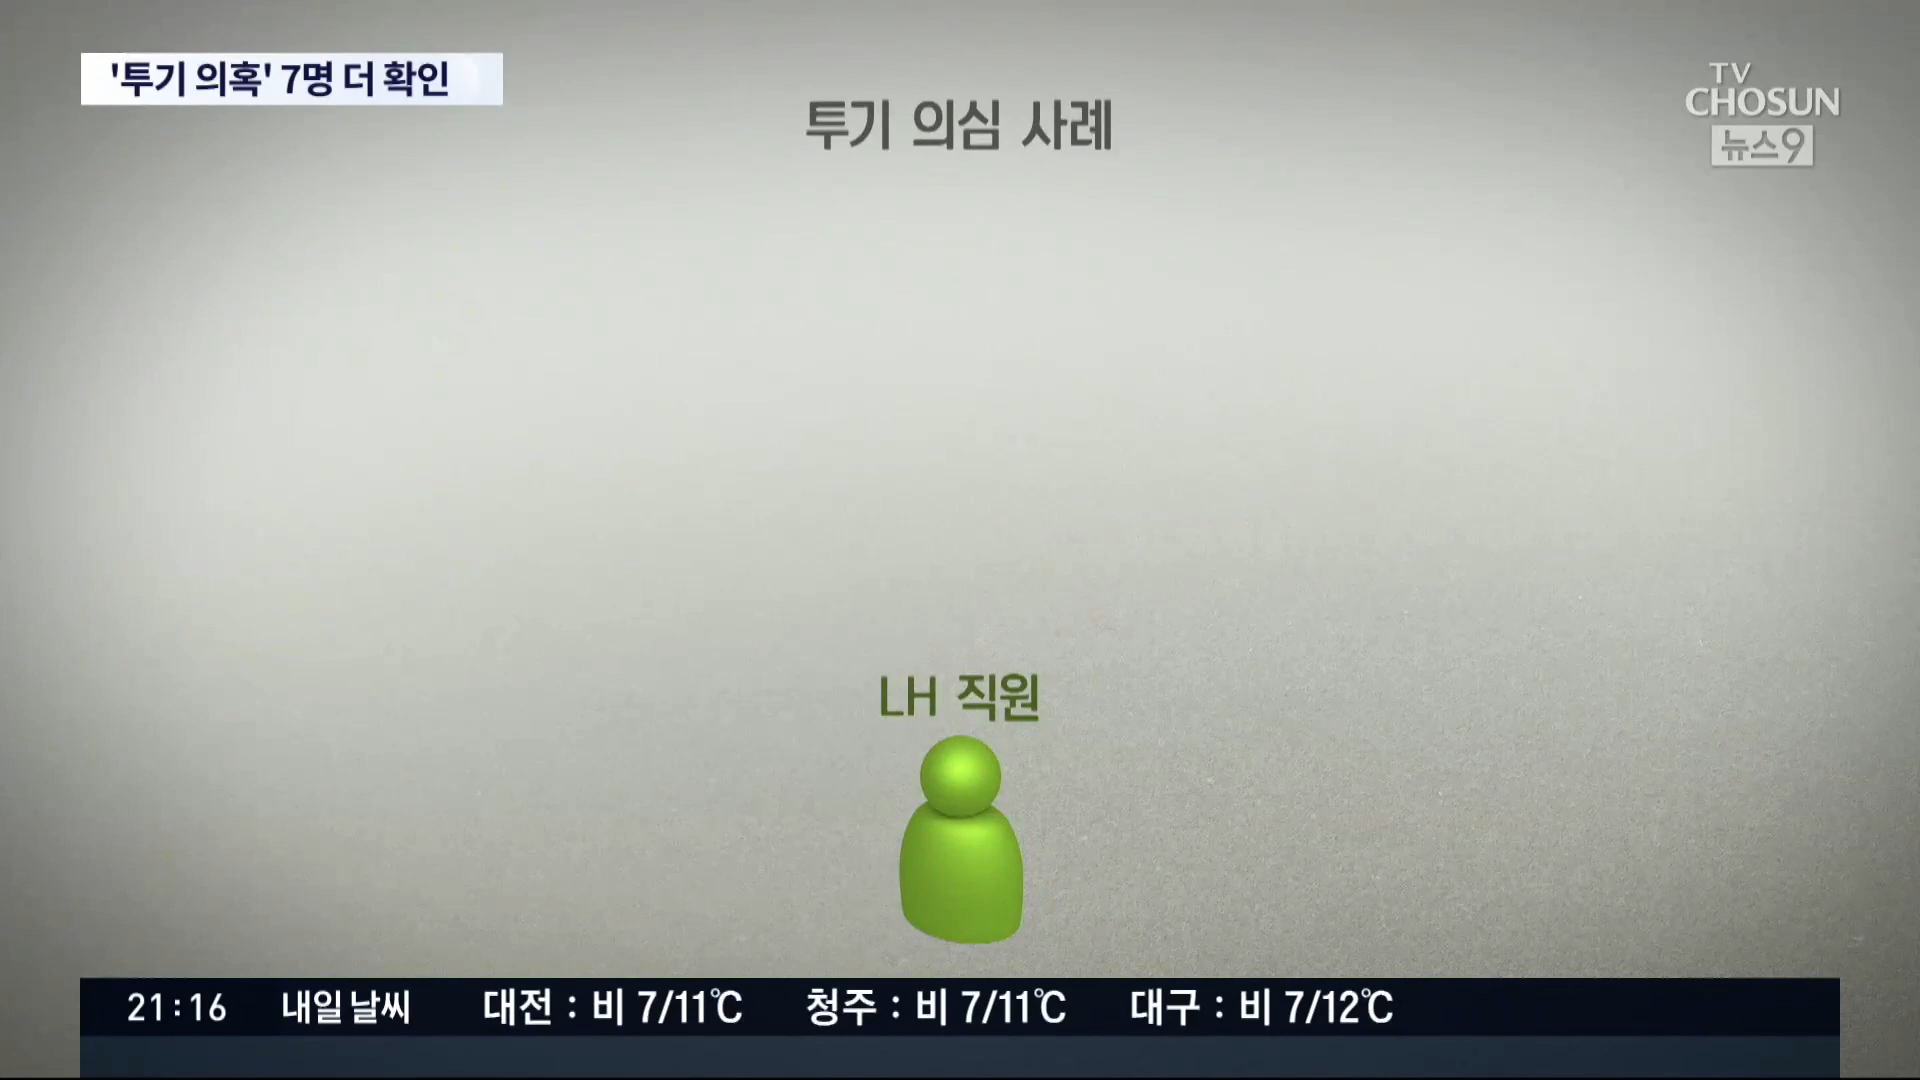 '투기 의혹' 7명 더 확인
TV
CHOSUN
뉴스9
투기 의심 사례
LH 직원
21:16 내일 날씨 대전 : 비 7/11℃ 청주 : 비 7/11℃ 대구 : 비 7/12℃